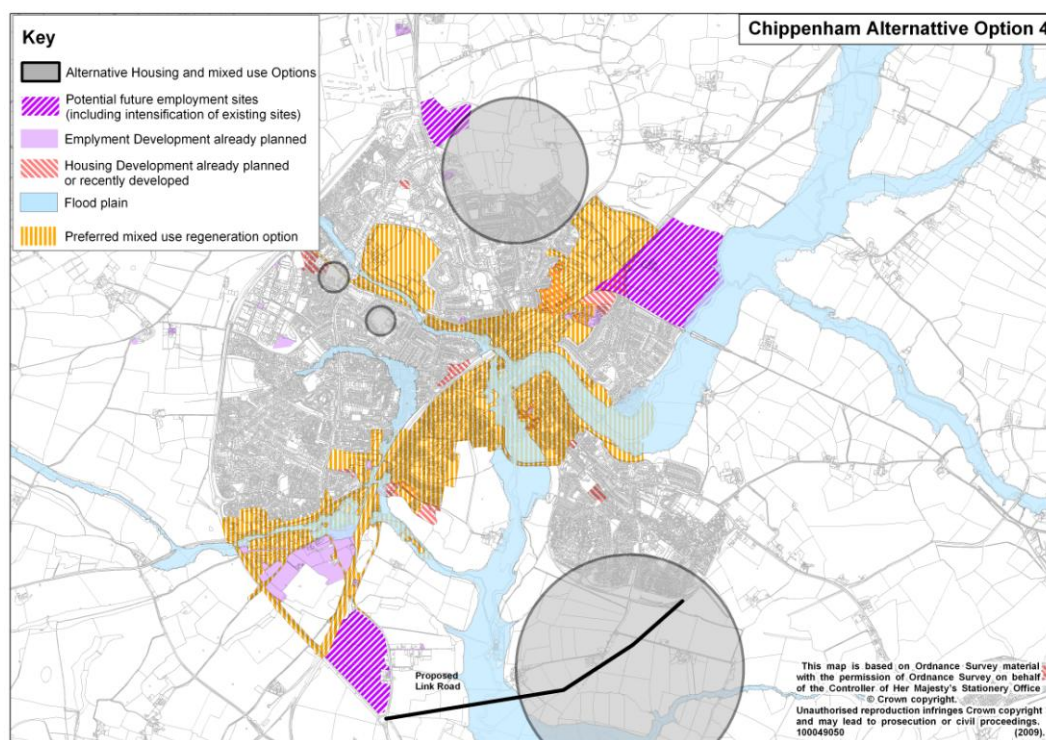 Chippenham Alternattive Option 4
Key
Alternative Housing and mixed use Options
Potential future employment sites
(including intensification of existing sites)
Emplyment Development already planned
Housing Development already planned
or recently developed
Flood plain
Preferred mixed use regeneration option
Proposed
Link Road
This map is based on Ordnance Survey material
with the permission of Ordnance Survey on behalf
of the Controller of Her Majesty's Stationery Office
© Crown copyright.
Unauthorised reproduction infringes Crown copyright
and may lead to prosecution or civil proceedings.
100049050 (2009).